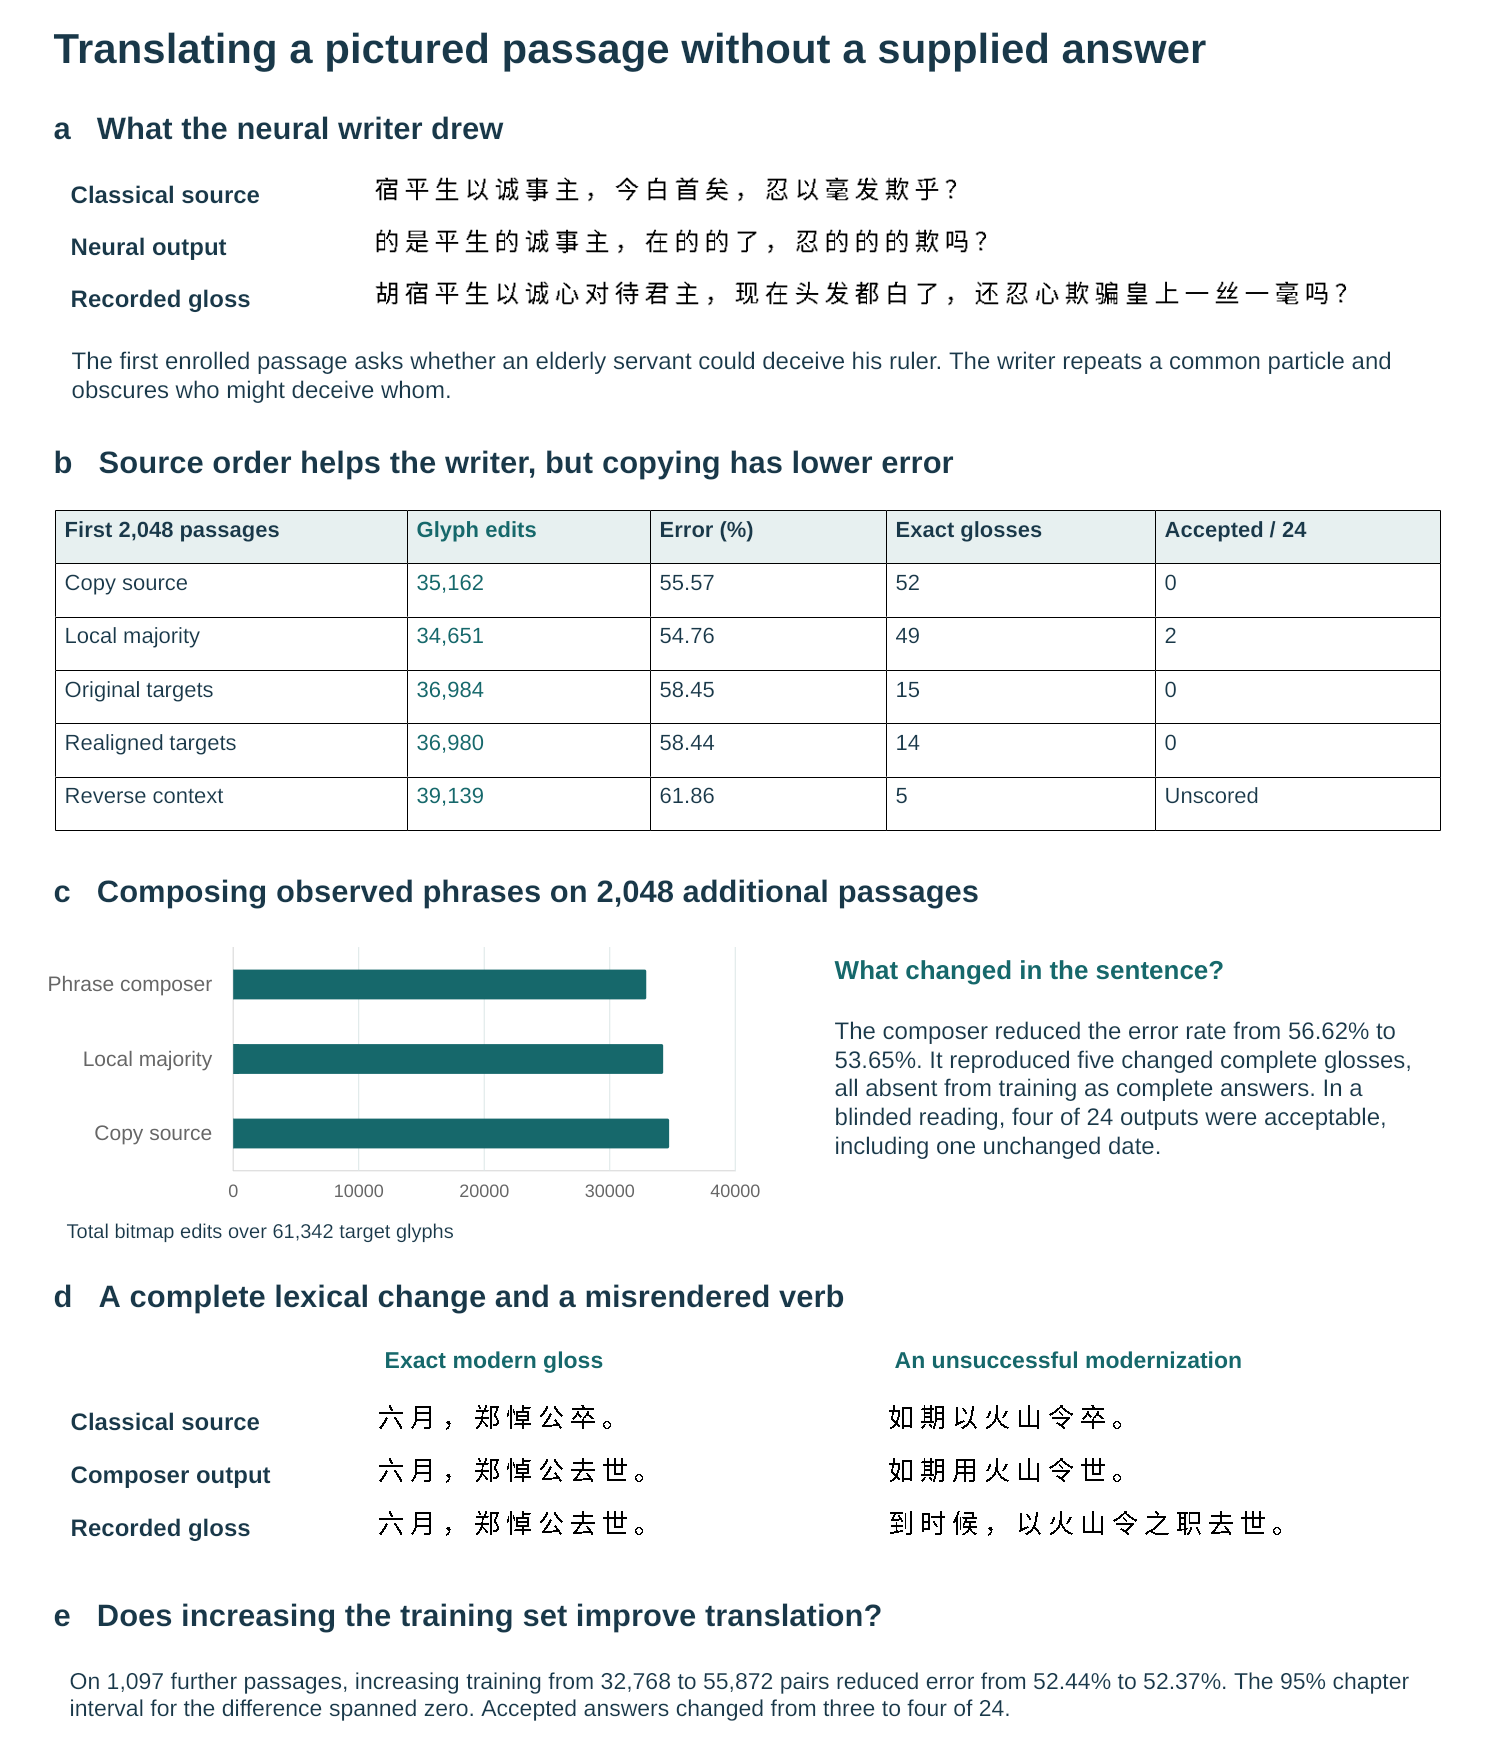 Translating a pictured passage without a supplied answer
a What the neural writer drew
Classical source 宿平生以诚事主，今白首矣，忍以毫发欺乎？
Neural output 的是平生的诚事主，在的的了，忍的的的欺吗？
Recorded gloss 胡宿平生以诚心对待君主，现在头发都白了，还忍心欺骗皇上一丝一毫吗？
The first enrolled passage asks whether an elderly servant could deceive his ruler. The writer repeats a common particle and
obscures who might deceive whom.
b Source order helps the writer, but copying has lower error
First 2,048 passages Glyph edits Error (%) Exact glosses Accepted / 24
Copy source 35,162 55.57 52 0
Local majority 34,651 54.76 49 2
Original targets 36,984 58.45 15 0
Realigned targets 36,980 58.44 14 0
Reverse context 39,139 61.86 5 Unscored
c Composing observed phrases on 2,048 additional passages
Phrase composer
Local majority
Copy source
0 10000 20000 30000 40000
Total bitmap edits over 61,342 target glyphs
What changed in the sentence?
The composer reduced the error rate from 56.62% to
53.65%. It reproduced five changed complete glosses,
all absent from training as complete answers. In a
blinded reading, four of 24 outputs were acceptable,
including one unchanged date.
d A complete lexical change and a misrendered verb
Exact modern gloss An unsuccessful modernization
Classical source 六月，郑悼公卒。 如期以火山令卒。
Composer output 六月，郑悼公去世。 如期用火山令世。
Recorded gloss 六月，郑悼公去世。 到时候，以火山令之职去世。
e Does increasing the training set improve translation?
On 1,097 further passages, increasing training from 32,768 to 55,872 pairs reduced error from 52.44% to 52.37%. The 95% chapter
interval for the difference spanned zero. Accepted answers changed from three to four of 24.